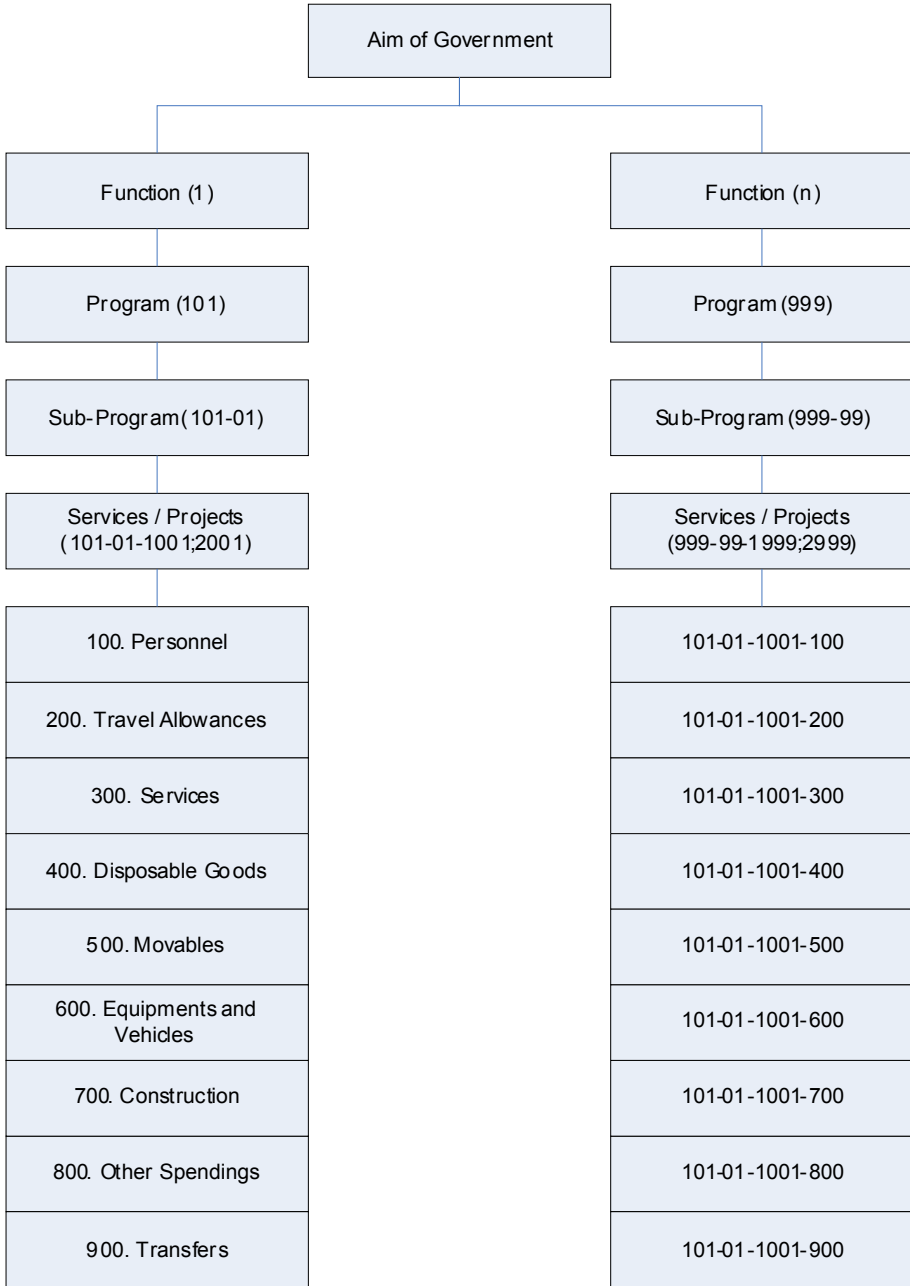 Aim of Government
Function (1)
Program (101)
Sub-Program (101-01)
Services / Projects
(101-01-1001;2001)
100. Personnel
200. Travel Allowances
300. Services
400. Disposable Goods
500. Movables
600. Equipments and
Vehicles
700. Construction
800. Other Spendings
900. Transfers
Function (n)
Program (999)
Sub-Program (999-99)
Services / Projects
(999-99-1999;2999)
101-01-1001-100
101-01-1001-200
101-01-1001-300
101-01-1001-400
101-01-1001-500
101-01-1001-600
101-01-1001-700
101-01-1001-800
101-01-1001-900